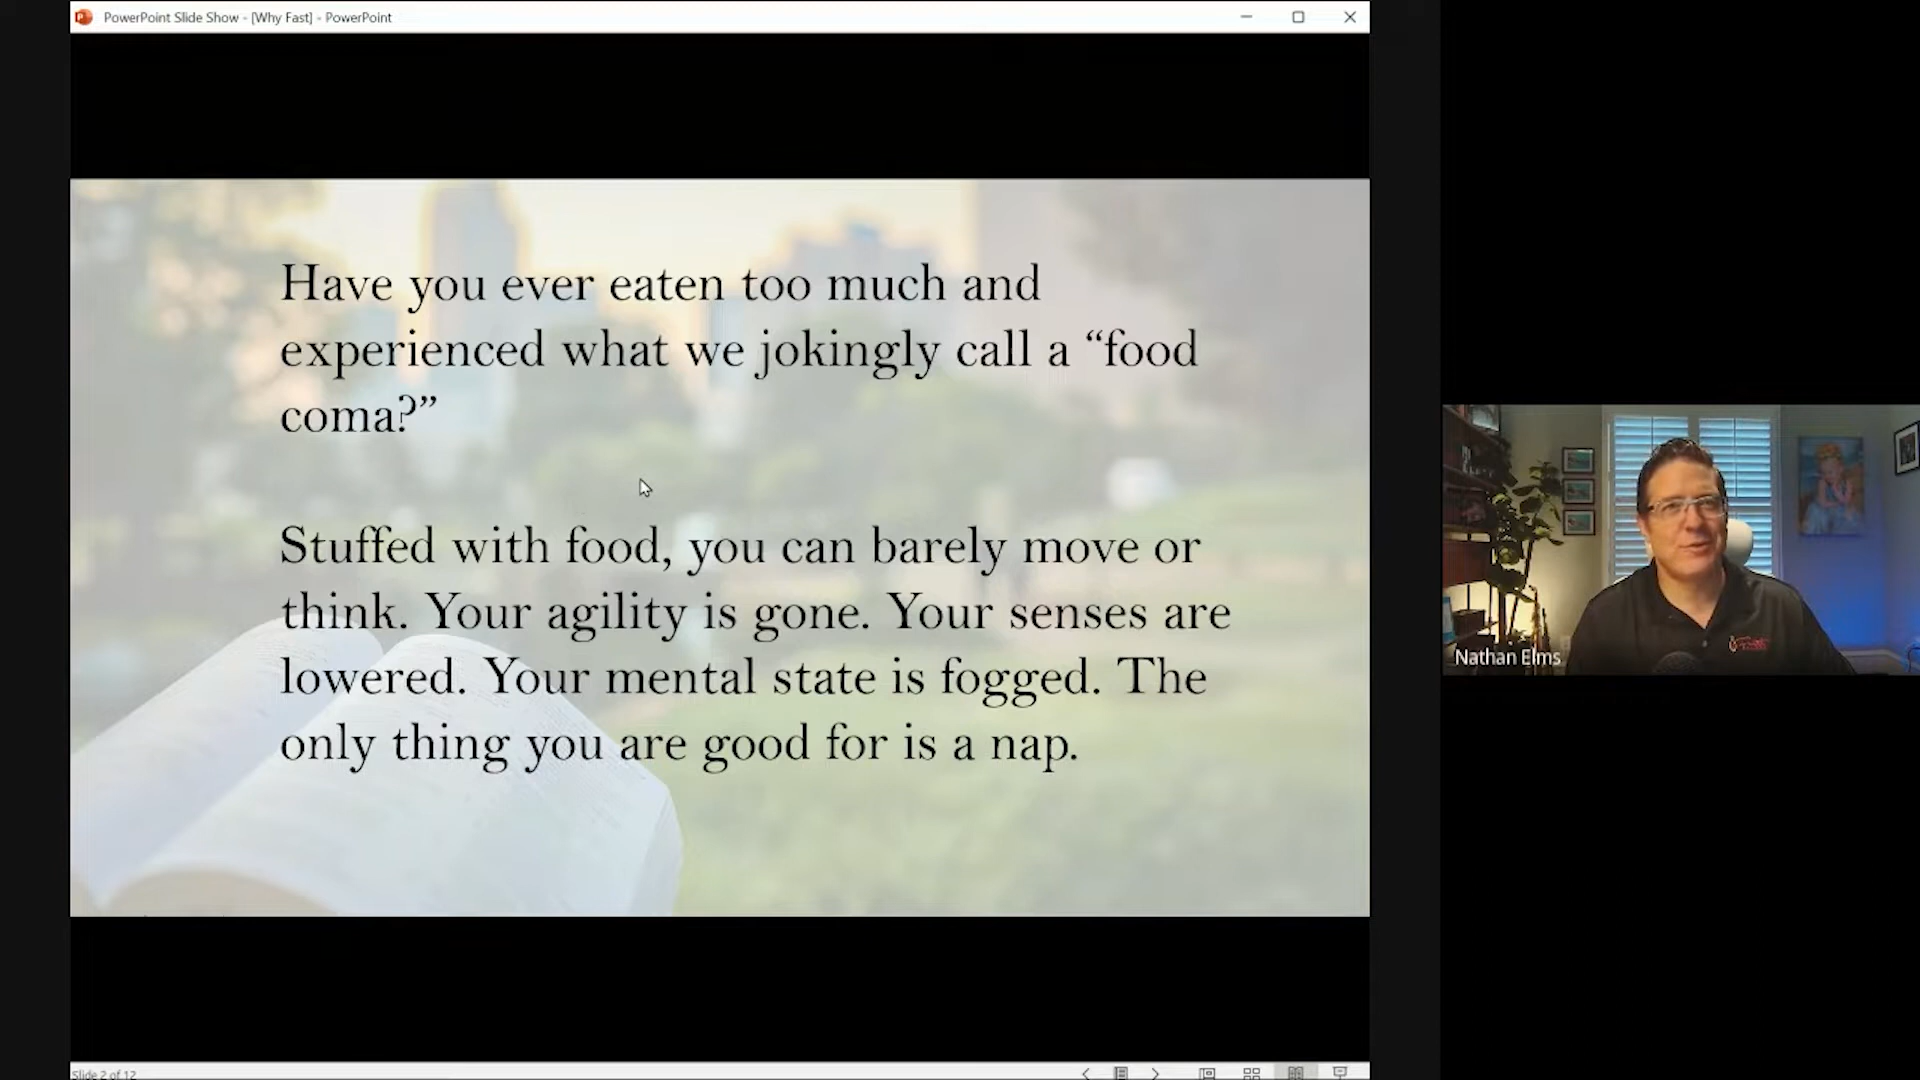 PowerPoint Slide Show - [Why Fast] - PowerPoint
Have you ever eaten too much and
experienced what we jokingly call a “food
coma?”
Stuffed with food, you can barely move or
think. Your agility is gone. Your senses are
lowered. Your mental state is fogged. The
only thing you are good for is a nap.
Nathan Elms
Slide 2 of 12